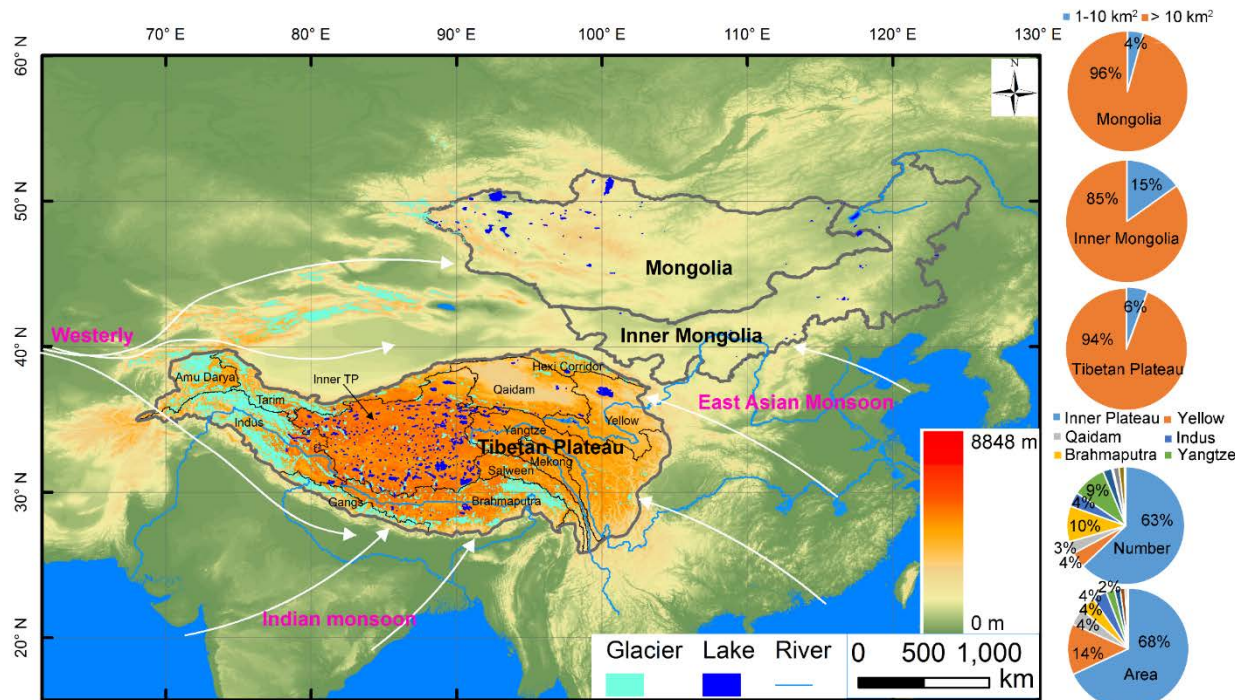 70° E 80° E 90° E 100° E 110° E 120° E 130° E
60° N
50° N
40° N
30° N
20° N
N
Mongolia
Inner Mongolia
Westerly
Amu Darya
Tarim
Indus
Inner TP
Hexi Corridor
Qaidam
Yellow
East Asian Monsoon
Yangtze
Tibetan Plateau
Mekong
Salween
Brahmaputra
Gangs
Indian monsoon
8848 m
0 m
Glacier Lake River
0 500 1,000
km
1-10 km² > 10 km²
4%
96%
Mongolia
15%
85%
Inner Mongolia
6%
94%
Tibetan Plateau
Inner Plateau Yellow
Qaidam Indus
Brahmaputra Yangtze
9%
4%
10%
63%
3%
4%
Number
2%
4%
4%
4%
68%
14%
Area